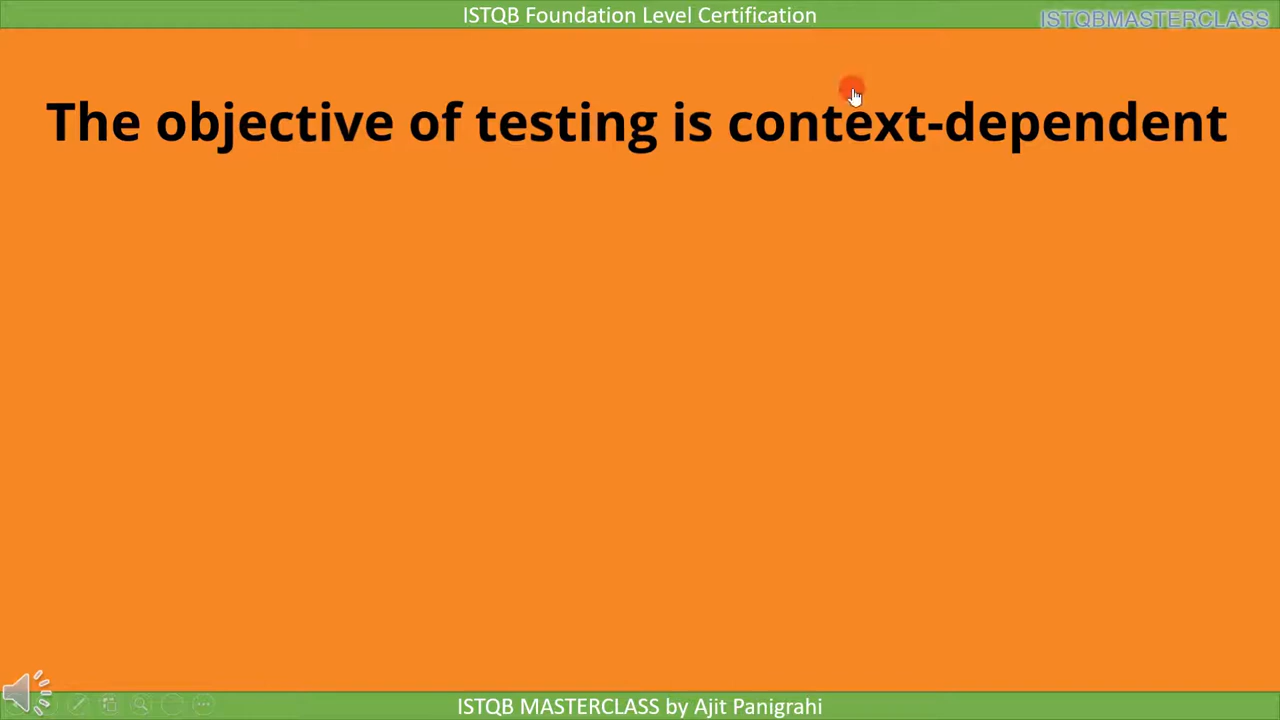 ISTQB Foundation Level Certification
ISTQBMASTERCLASS
The objective of testing is context-dependent
ISTQB MASTERCLASS by Ajit Panigrahi